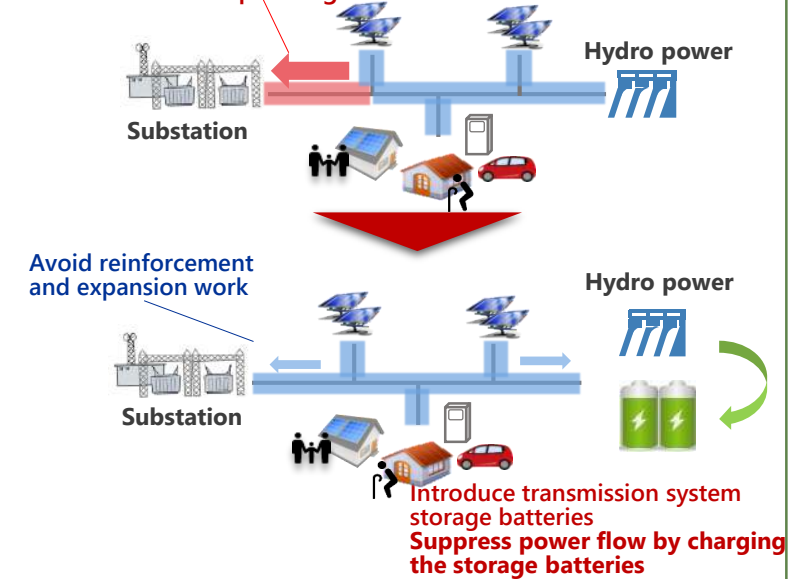 Hydro power
Substation
Avoid reinforcement
and expansion work
Hydro power
Substation
Introduce transmission system
storage batteries
Suppress power flow by charging
the storage batteries